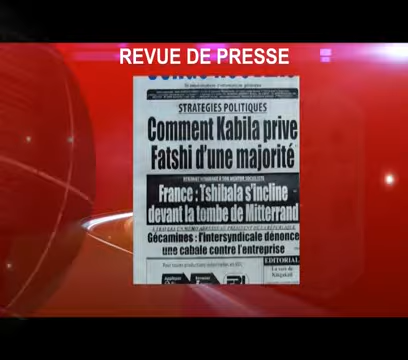 REVUE DE PRESSE
STRATEGIES POLITIQUES
Comment Kabila prive
Fatshi d'une majorité
France : Tshibala s'incline
devant la tombe de Mitterrand
Gécamines : l'intersyndicale dénonce
une cabale contre l'entreprise
EDITORIAL